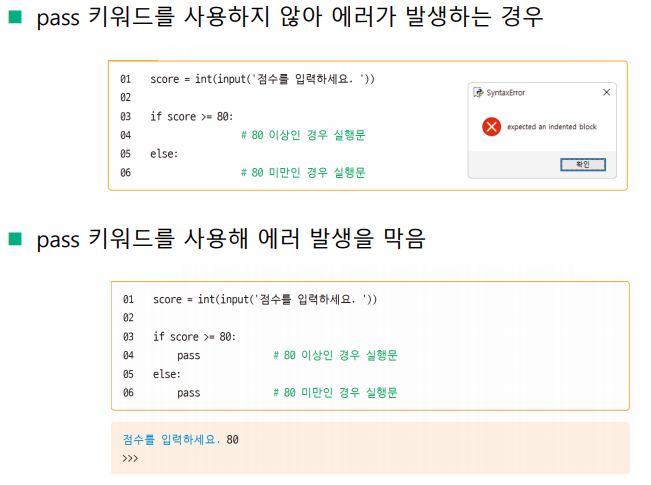 pass 키워드를 사용하지 않아 에러가 발생하는 경우
01 score = int(input('점수를 입력하세요. '))
02
03 if score >= 80:
04 # 80 이상인 경우 실행문
05 else:
06 # 80 미만인 경우 실행문
SyntaxError
expected an indented block
확인
pass 키워드를 사용해 에러 발생을 막음
01 score = int(input('점수를 입력하세요. '))
02
03 if score >= 80:
04 pass # 80 이상인 경우 실행문
05 else:
06 pass # 80 미만인 경우 실행문
점수를 입력하세요. 80
>>>